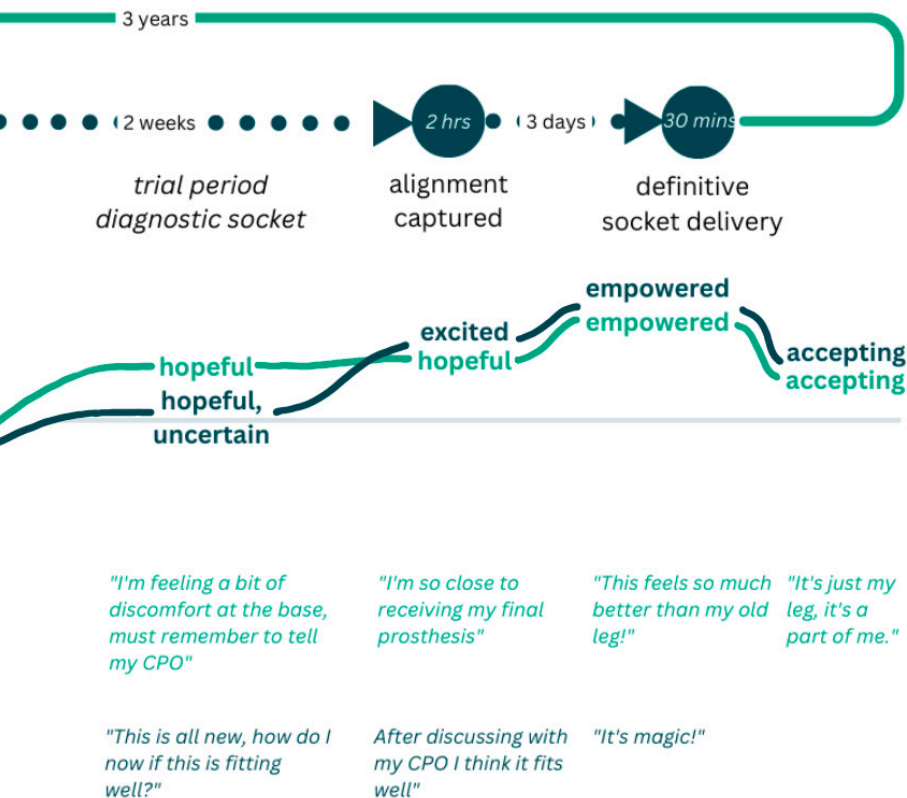 3 years
2 weeks
2 hrs
3 days
30 mins
trial period
diagnostic socket
alignment
captured
definitive
socket delivery
hopeful
hopeful,
uncertain
excited
hopeful
empowered
empowered
accepting
accepting
"I'm feeling a bit of
discomfort at the base,
must remember to tell
my CPO"
"I'm so close to
receiving my final
prosthesis"
"This feels so much
better than my old
leg!"
"It's just my
leg, it's a
part of me."
"This is all new, how do I
now if this is fitting
well?"
After discussing with
my CPO I think it fits
well"
"It's magic!"